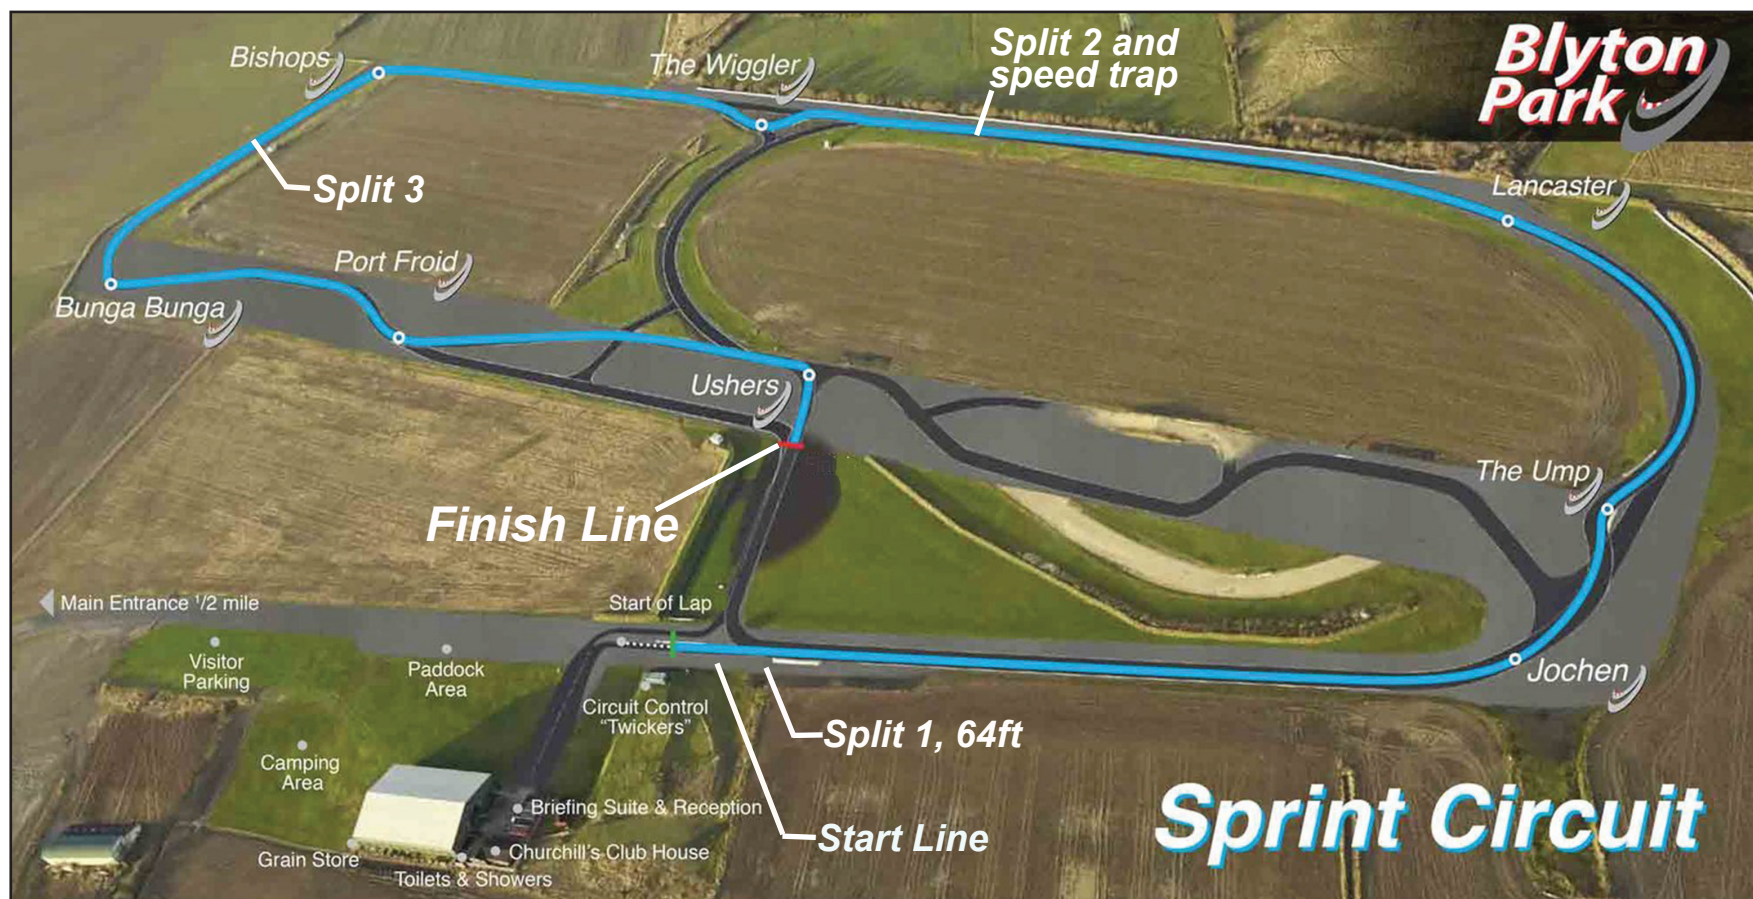 Bishops
The Wiggler
Split 2 and
speed trap
Blyton
Park
Split 3
Lancaster
Port Froid
Bunga Bunga
Ushers
The Ump
Finish Line
Main Entrance ¹/2 mile
Start of Lap
Visitor
Parking
Paddock
Area
Jochen
Circuit Control
"Twickers"
Split 1, 64ft
Camping
Area
Briefing Suite & Reception
Start Line
Sprint Circuit
Churchill's Club House
Grain Store
Toilets & Showers